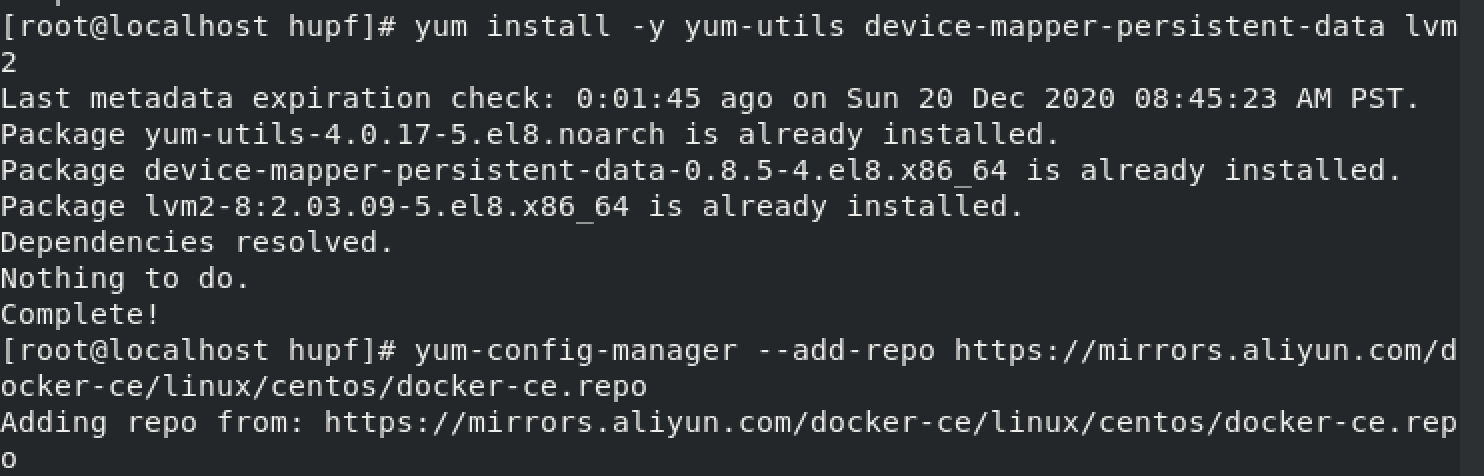 [root@localhost hupf]# yum install -y yum-utils device-mapper-persistent-data lvm
2
Last metadata expiration check: 0:01:45 ago on Sun 20 Dec 2020 08:45:23 AM PST.
Package yum-utils-4.0.17-5.el8.noarch is already installed.
Package device-mapper-persistent-data-0.8.5-4.el8.x86_64 is already installed.
Package lvm2-8:2.03.09-5.el8.x86_64 is already installed.
Dependencies resolved.
Nothing to do.
Complete!
[root@localhost hupf]# yum-config-manager --add-repo https://mirrors.aliyun.com/d
ocker-ce/linux/centos/docker-ce.repo
Adding repo from: https://mirrors.aliyun.com/docker-ce/linux/centos/docker-ce.rep
o